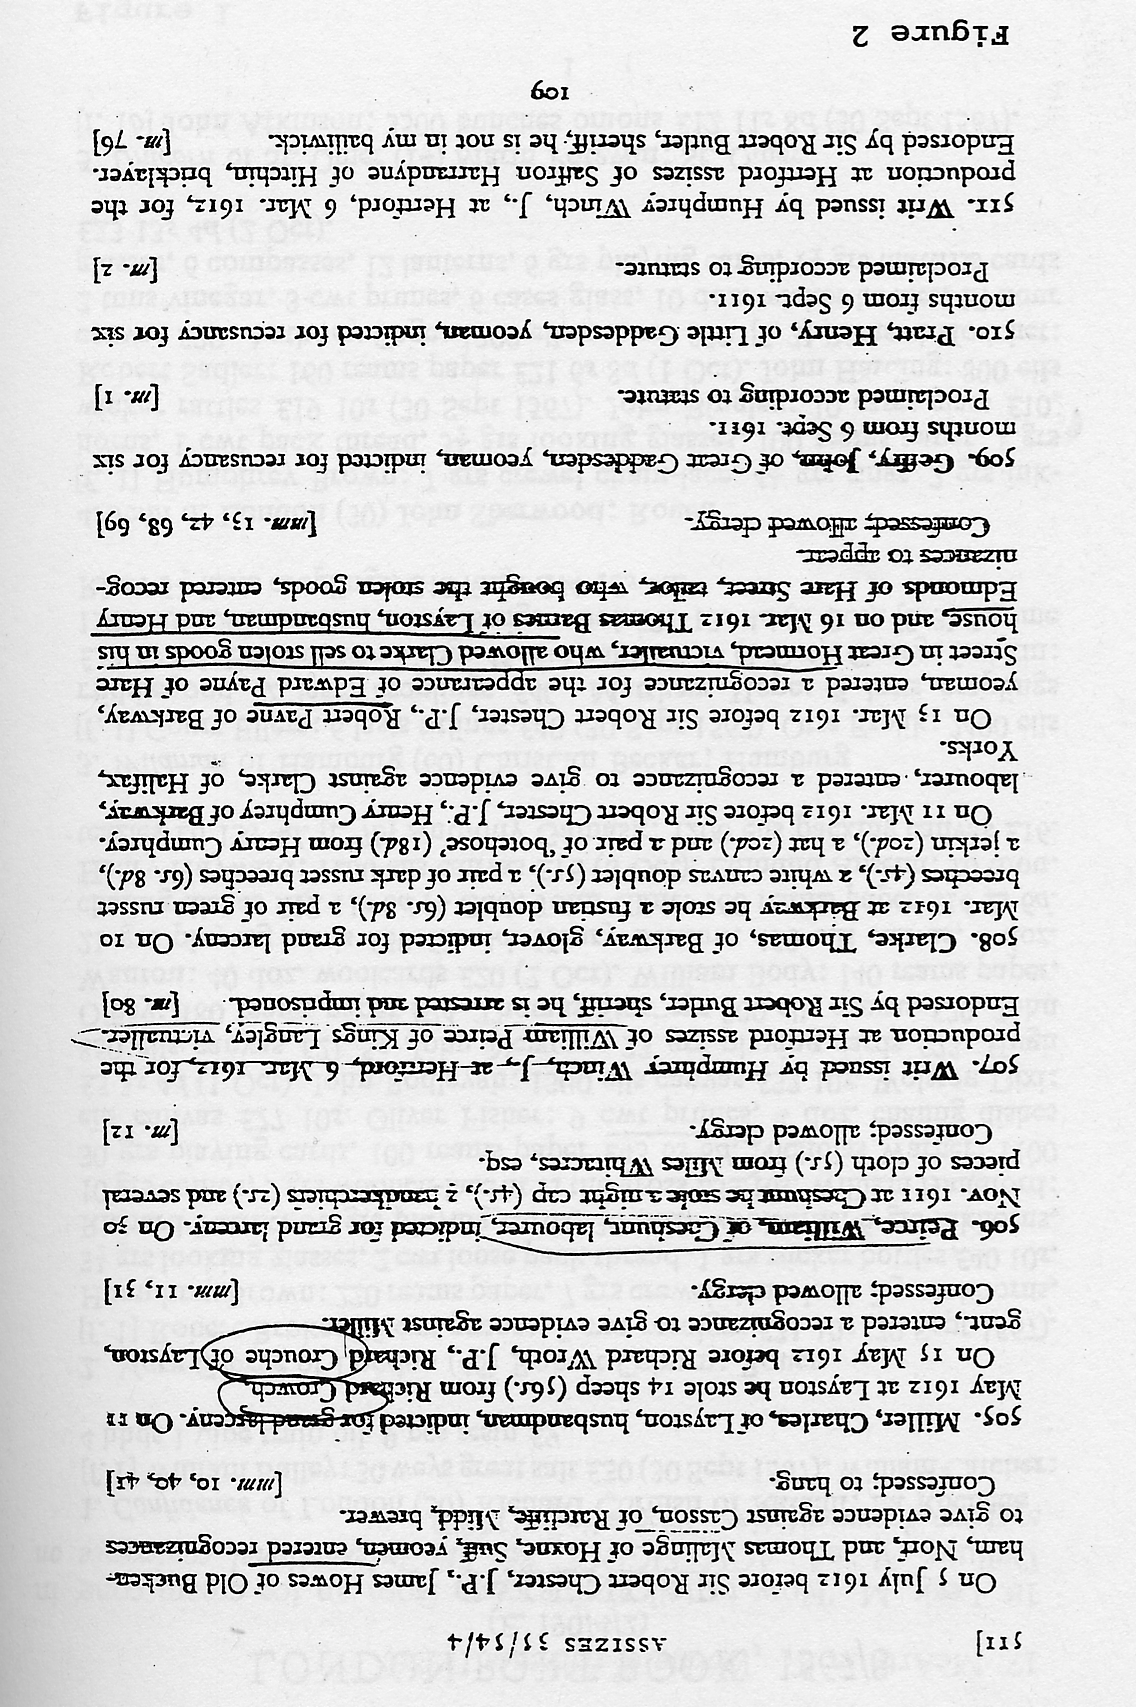 511]
ASSIZES 35/54/4
On 5 July 1612 before Sir Robert Chester, J.P., James Howes of Old Bucken-
ham, Norf, and Thomas Malinge of Hoxne, Suff, yeomen, entered recognizances
to give evidence against Casson, of Ratcliffe, Midd, brewer.
Confessed; to hang. [mm. 10, 40, 41]
505. Miller, Charles, of Layston, husbandman, indicted for grand larceny. On 11
May 1612 at Layston he stole 14 sheep (56s.) from Richard Crowch.
On 15 May 1612 before Richard Wroth, J.P., Richard Crouche of Layston,
gent., entered a recognizance to give evidence against Miller.
Confessed; allowed clergy. [mm. 11, 31]
506. Peirce, William, of Cheshunt, labourer, indicted for grand larceny. On 30
Nov. 1611 at Cheshunt he stole a night cap (4s.), 2 handkerchiefs (2s.) and several
pieces of cloth (5s.) from Miles Whitacres, esq.
Confessed; allowed clergy. [m. 12]
507. Writ issued by Humphrey Winch, J., at Hertford, 6 Mar. 1612, for the
production at Hertford assizes of William Peirce of Kings Langley, victualler.
Endorsed by Sir Robert Butler, sheriff, he is arrested and imprisoned. [m. 80]
508. Clarke, Thomas, of Barkway, glover, indicted for grand larceny. On 10
Mar. 1612 at Barkway he stole a fustian doublet (6s. 8d.), a pair of green russet
breeches (4s.), a white canvas doublet (5s.), a pair of dark russet breeches (6s. 8d.),
a jerkin (20d.), a hat (20d.) and a pair of 'botehose' (18d.) from Henry Cumphrey.
On 11 Mar. 1612 before Sir Robert Chester, J.P., Henry Cumphrey of Barkway,
labourer, entered a recognizance to give evidence against Clarke, of Halifax,
Yorks.
On 15 Mar. 1612 before Sir Robert Chester, J.P., Robert Payne of Barkway,
yeoman, entered a recognizance for the appearance of Edward Payne of Hare
Street in Great Hormead, victualler, who allowed Clarke to sell stolen goods in his
house, and on 16 Mar. 1612 Thomas Barnes of Layston, husbandman, and Henry
Edmonds of Hare Street, tailor, who bought the stolen goods, entered recog-
nizances to appear.
Confessed; allowed clergy. [mm. 13, 42, 68, 69]
509. Geffry, John, of Great Gaddesden, yeoman, indicted for recusancy for six
months from 6 Sept. 1611.
Proclaimed according to statute. [m. 1]
510. Pratt, Henry, of Little Gaddesden, yeoman, indicted for recusancy for six
months from 6 Sept. 1611.
Proclaimed according to statute. [m. 2]
511. Writ issued by Humphrey Winch, J., at Hertford, 6 Mar. 1612, for the
production at Hertford assizes of Saffron Harrandyne of Hitchin, bricklayer.
Endorsed by Sir Robert Butler, sheriff, he is not in my bailiwick. [m. 76]
109
Figure 2